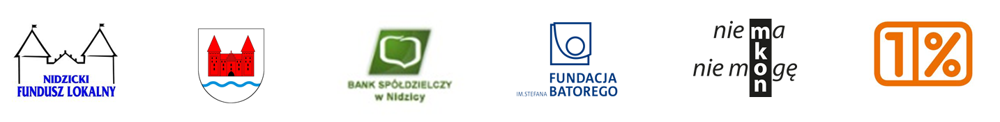 NIDZICKI
FUNDUSZ LOKALNY
BANK SPÓŁDZIELCZY
w Nidzicy
FUNDACJA
IM. STEFANA BATOREGO
nie ma
k
nie mogę
n
1%